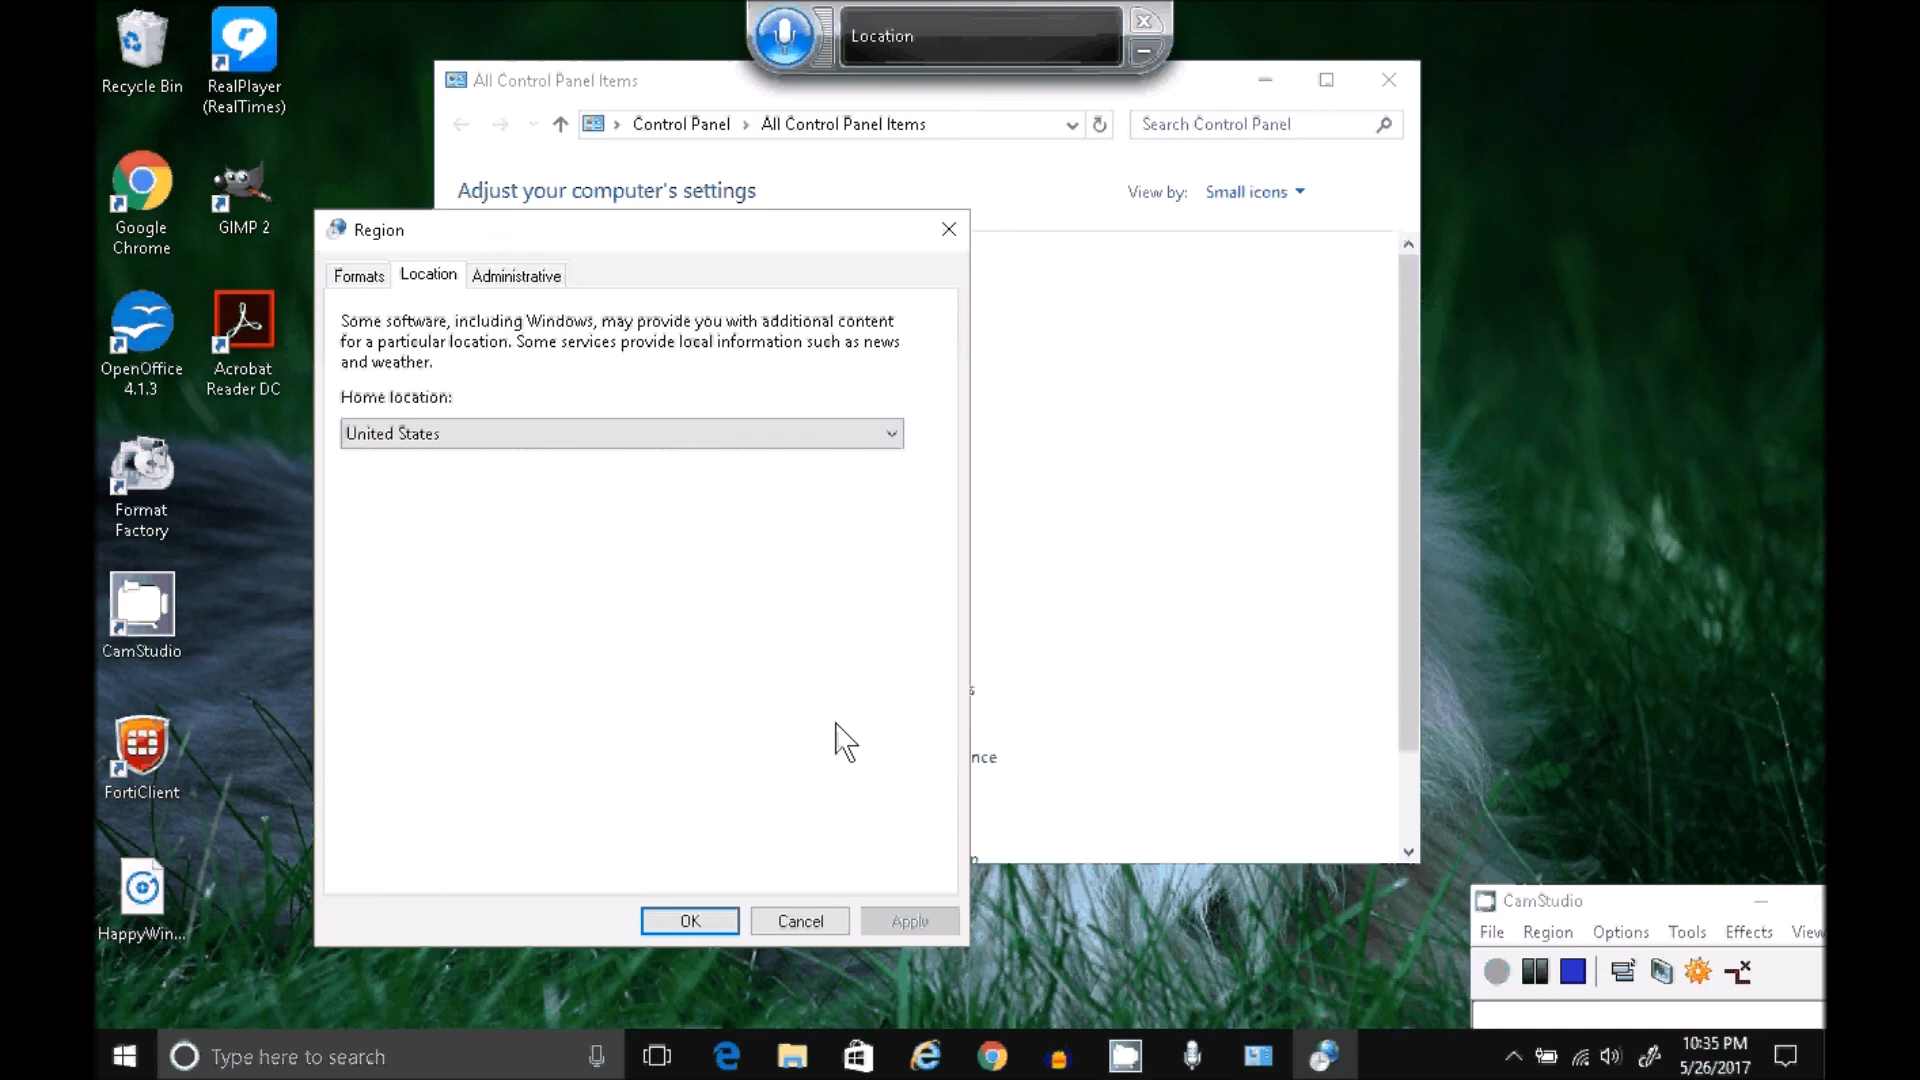 Location
Recycle Bin
RealPlayer
(RealTimes)
Google
Chrome
GIMP 2
OpenOffice
4.1.3
Acrobat
Reader DC
Format
Factory
CamStudio
FortiClient
HappyWin...
All Control Panel Items
Control Panel
All Control Panel Items
Search Control Panel
Adjust your computer's settings
View by:
Small icons
Region
Formats
Location
Administrative
Some software, including Windows, may provide you with additional content
for a particular location. Some services provide local information such as news
and weather.
Home location:
United States
nce
OK
Cancel
Apply
CamStudio
File
Region
Options
Tools
Effects
View
Type here to search
10:35 PM
5/26/2017